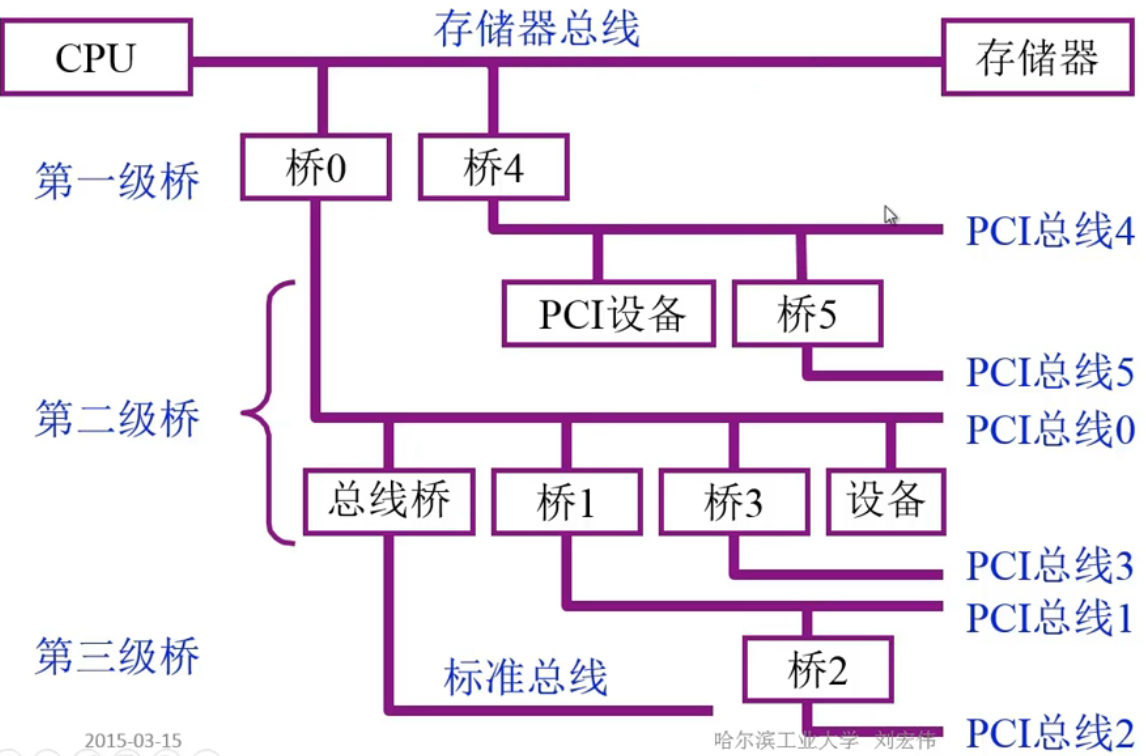 存储器总线
CPU
存储器
第一级桥
桥0
桥4
PCI总线4
PCI设备
桥5
PCI总线5
第二级桥
PCI总线0
总线桥
桥1
桥3
设备
PCI总线3
PCI总线1
第三级桥
标准总线
桥2
PCI总线2
2015-03-15
哈尔滨工业大学 刘宏伟